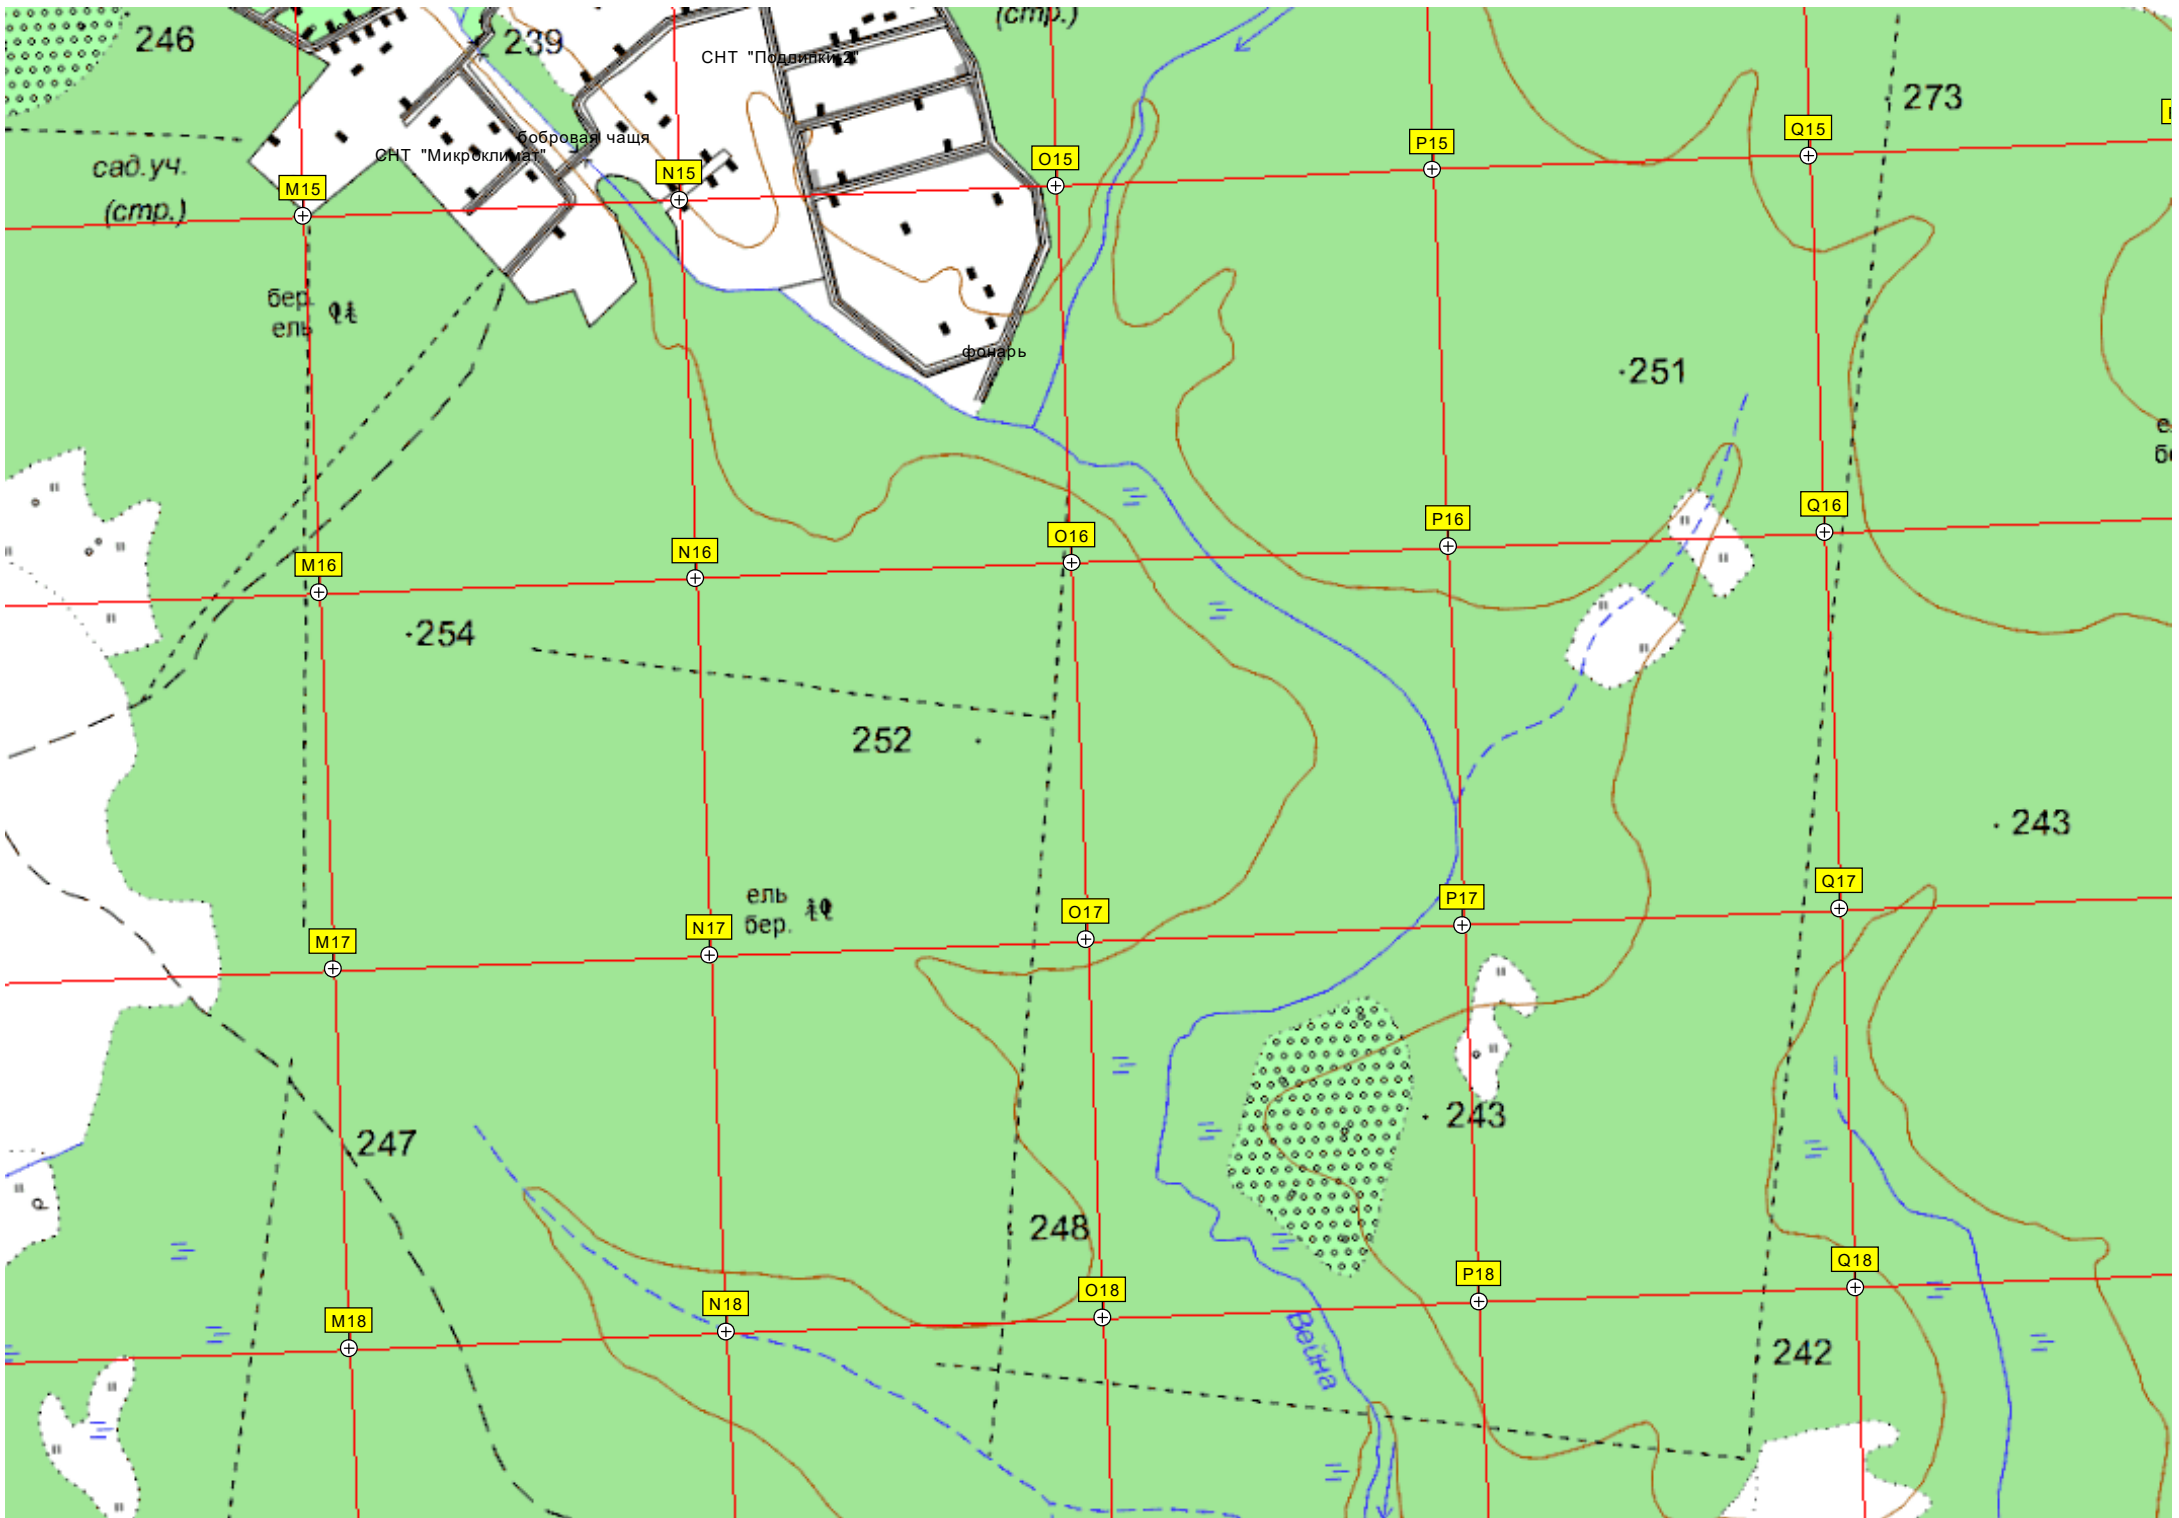 (стр.)
246
239
СНТ "Подлипки-2"
273
бобровая чаща
СНТ "Микроклимат"
сад.уч.
(стр.)
M15
N15
O15
P15
Q15
бер.
ель
фонарь
251
M16
N16
O16
P16
Q16
254
252
243
ель
бер.
M17
N17
O17
P17
Q17
247
243
248
M18
N18
O18
P18
Q18
Вейна
242